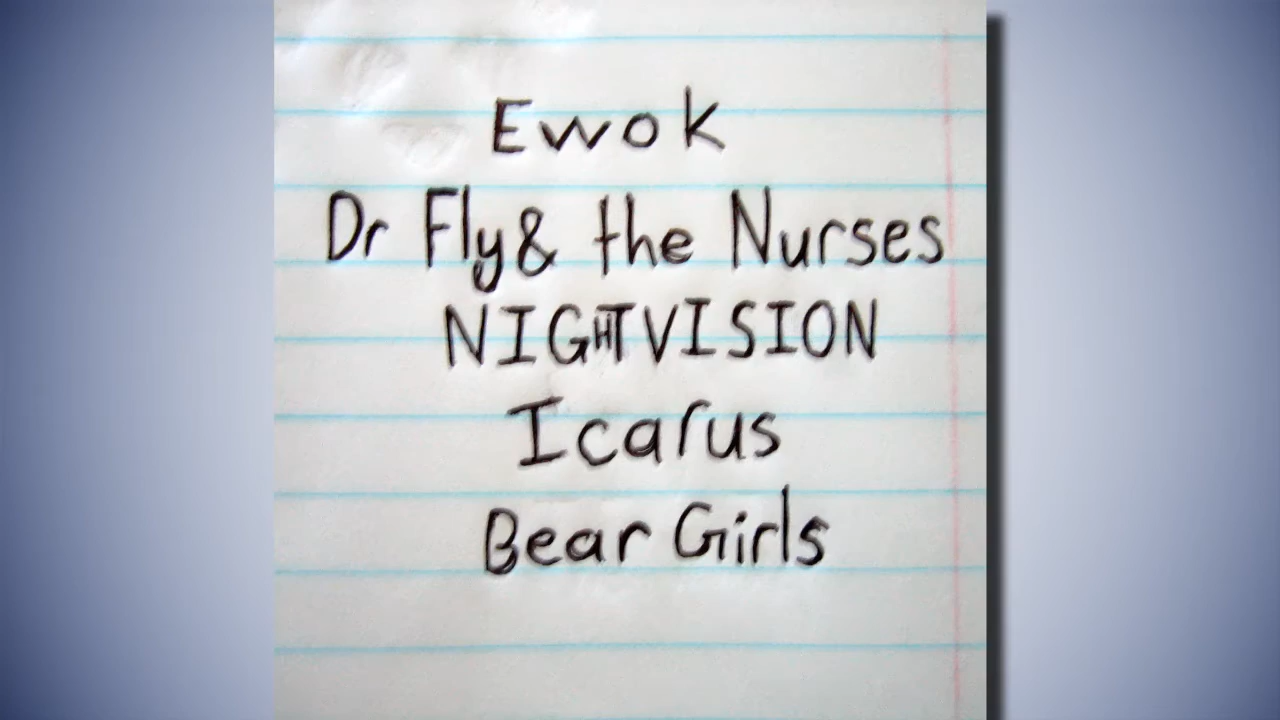 Ewok
Dr Fly & the Nurses
NIGHTVISION
Icarus
Bear Girls